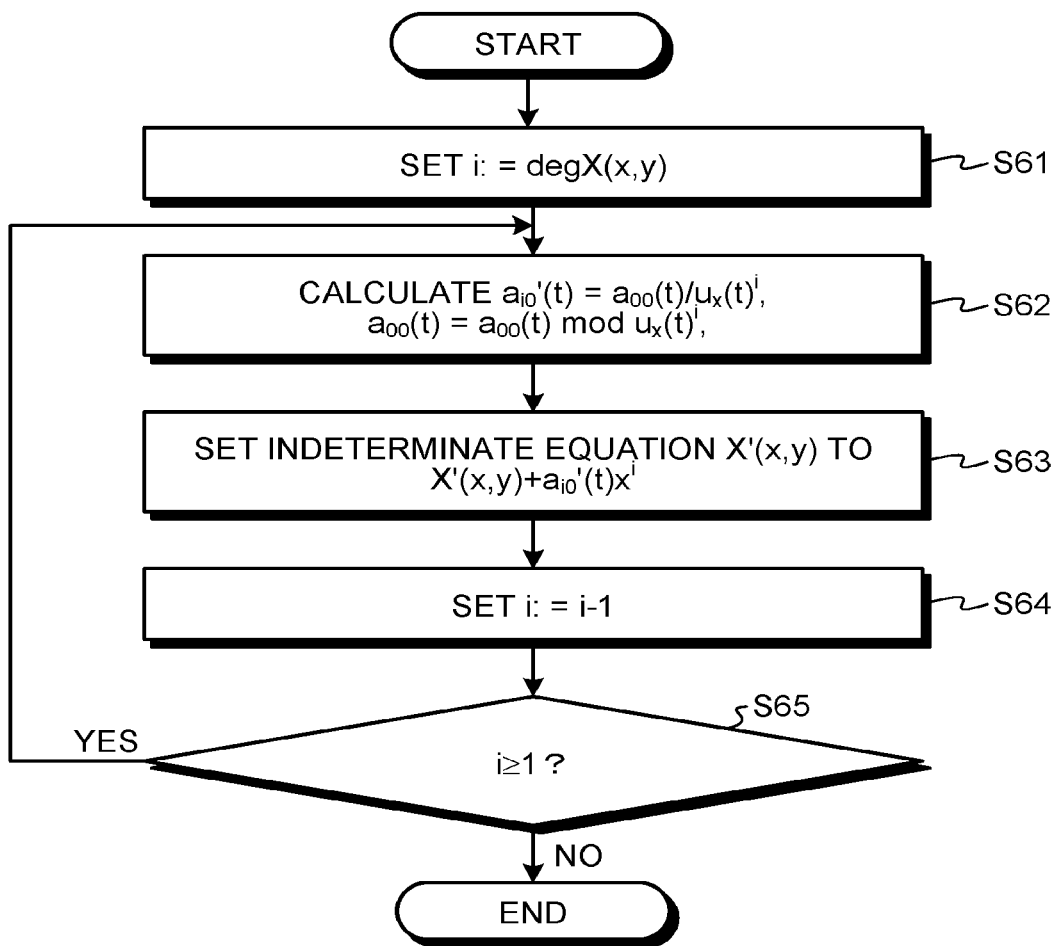 START
SET i: = degX(x,y)
S61
CALCULATE aᵢ₀'(t) = a₀₀(t)/uₓ(t)ⁱ,
a₀₀(t) = a₀₀(t) mod uₓ(t)ⁱ,
S62
SET INDETERMINATE EQUATION X'(x,y) TO
X'(x,y)+aᵢ₀'(t)xⁱ
S63
SET i: = i-1
S64
S65
YES
i≥1 ?
NO
END